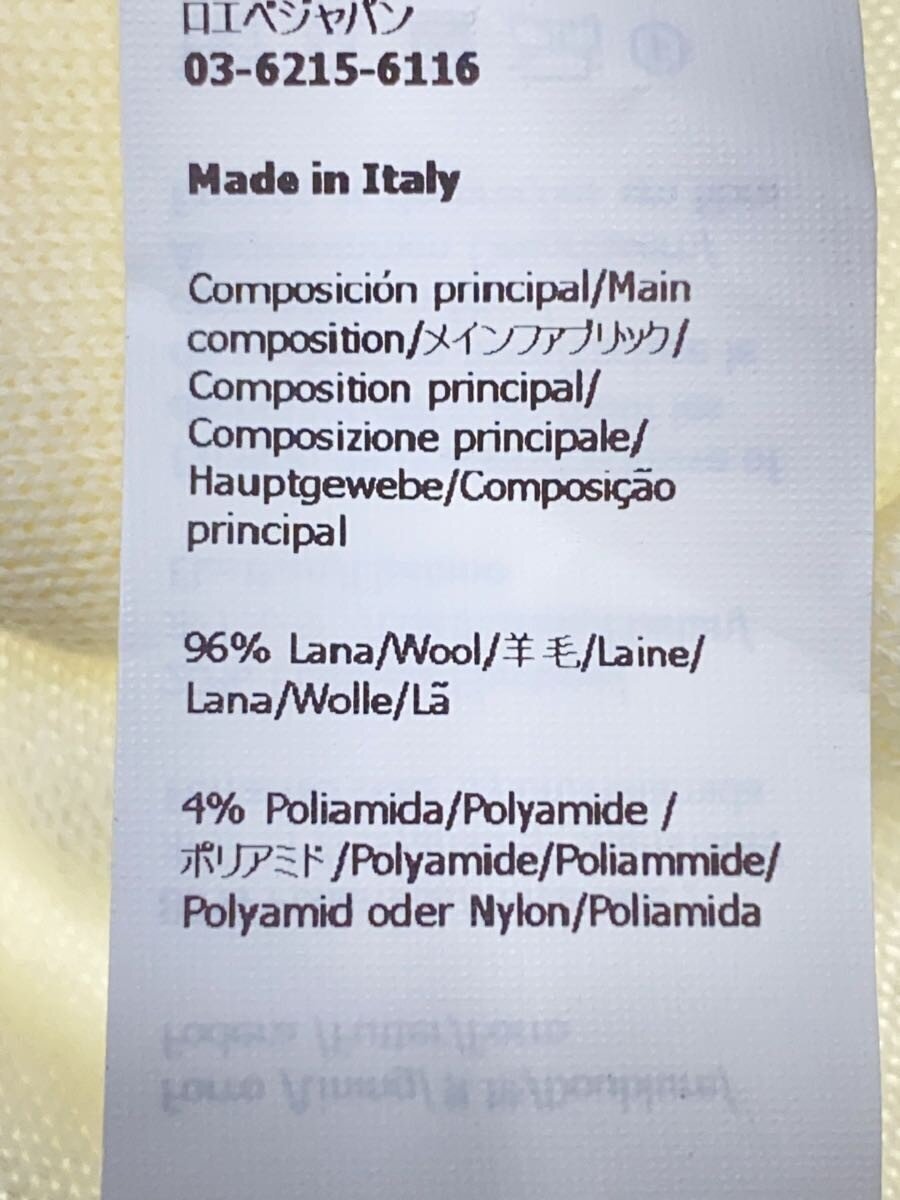 ロエベジャパン
03-6215-6116
Made in Italy
Composición principal/Main
composition/メインファブリック/
Composition principal/
Composizione principale/
Hauptgewebe/Composição
principal
96% Lana/Wool/羊毛/Laine/
Lana/Wolle/Lã
4% Poliamida/Polyamide /
ポリアミド/Polyamide/Poliammide/
Polyamid oder Nylon/Poliamida